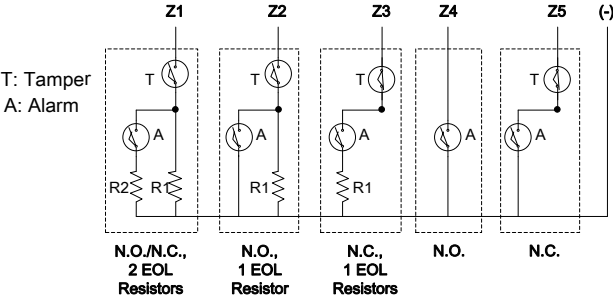 Z1 Z2 Z3 Z4 Z5 (-)
T: Tamper
A: Alarm
T T T T
A A A A A
R2 R1 R1 R1
N.O./N.C., 2 EOL Resistors
N.O., 1 EOL Resistor
N.C., 1 EOL Resistors
N.O.
N.C.